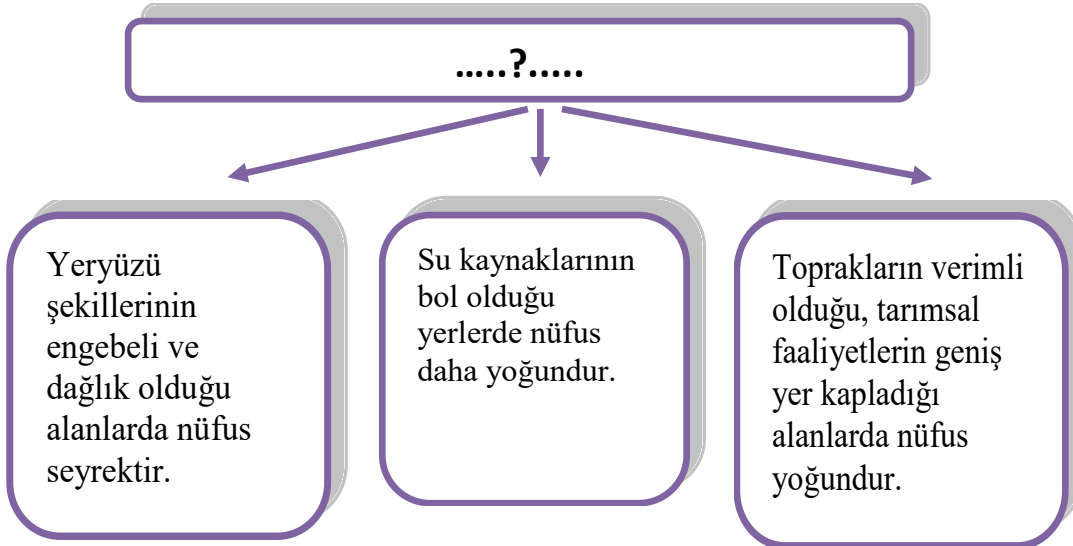 …..?.....
Yeryüzü
şekillerinin
engebeli ve
dağlık olduğu
alanlarda nüfus
seyrektir.
Su kaynaklarının
bol olduğu
yerlerde nüfus
daha yoğundur.
Toprakların verimli
olduğu, tarımsal
faaliyetlerin geniş
yer kapladığı
alanlarda nüfus
yoğundur.